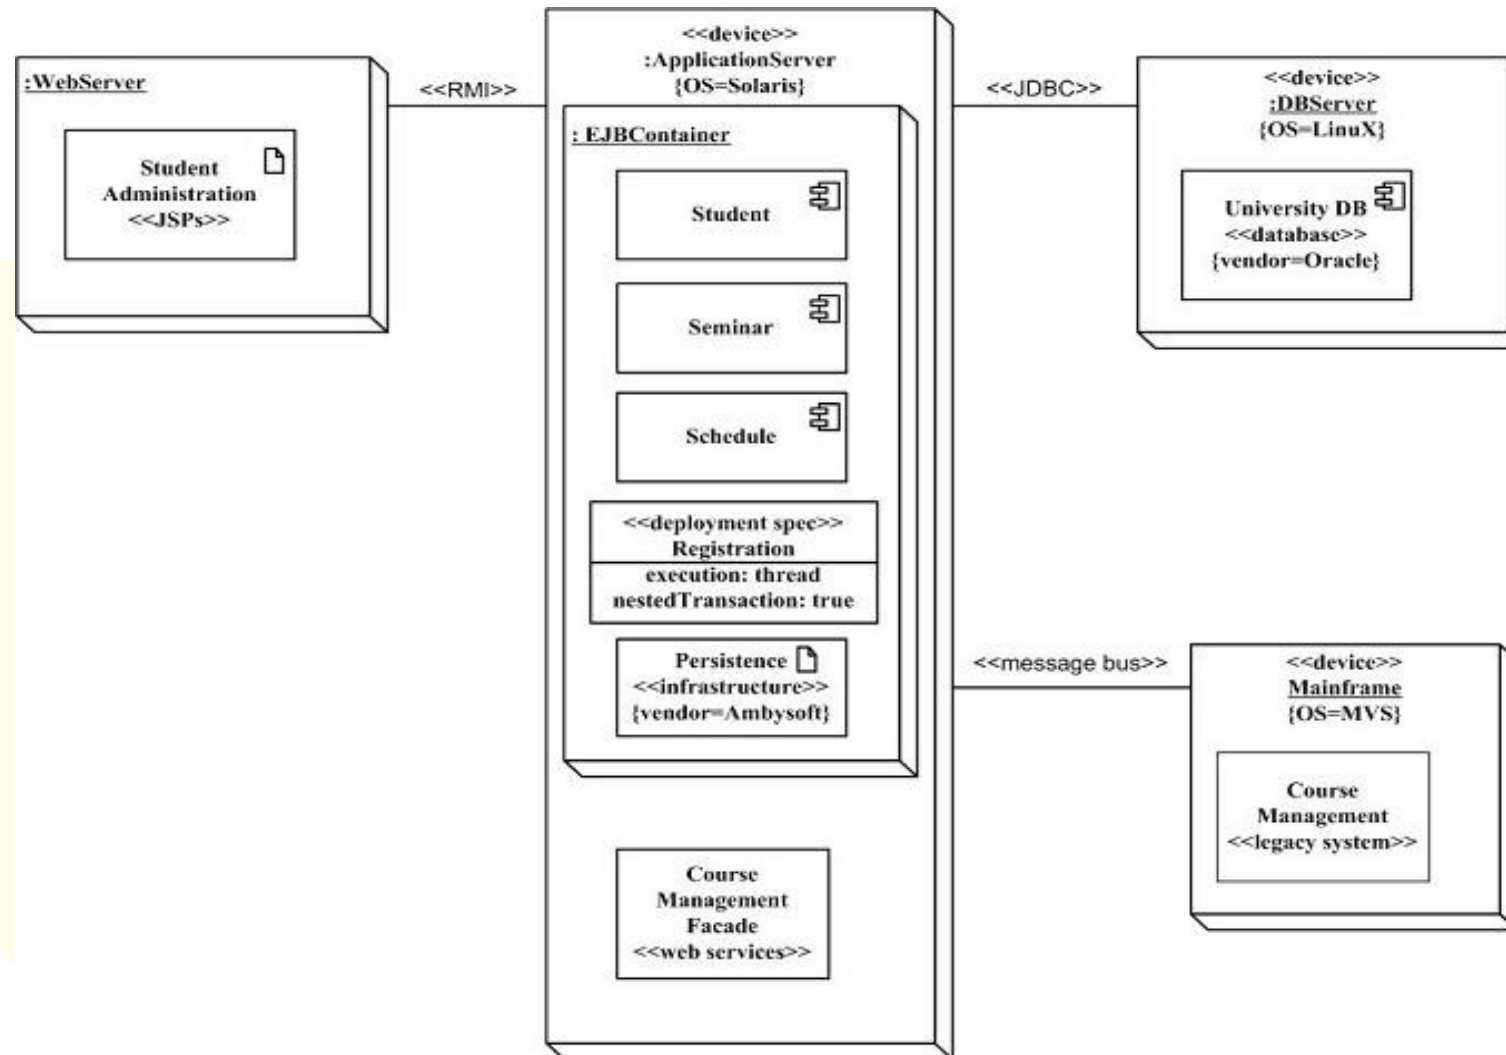 :WebServer
Student
Administration
<<JSPs>>
<<RMI>>
<<device>>
:ApplicationServer
{OS=Solaris}
: EJBContainer
Student
Seminar
Schedule
<<deployment spec>>
Registration
execution: thread
nestedTransaction: true
Persistence
<<infrastructure>>
{vendor=Ambysoft}
Course
Management
Facade
<<web services>>
<<JDBC>>
<<device>>
:DBServer
{OS=LinuX}
University DB
<<database>>
{vendor=Oracle}
<<message bus>>
<<device>>
Mainframe
{OS=MVS}
Course
Management
<<legacy system>>